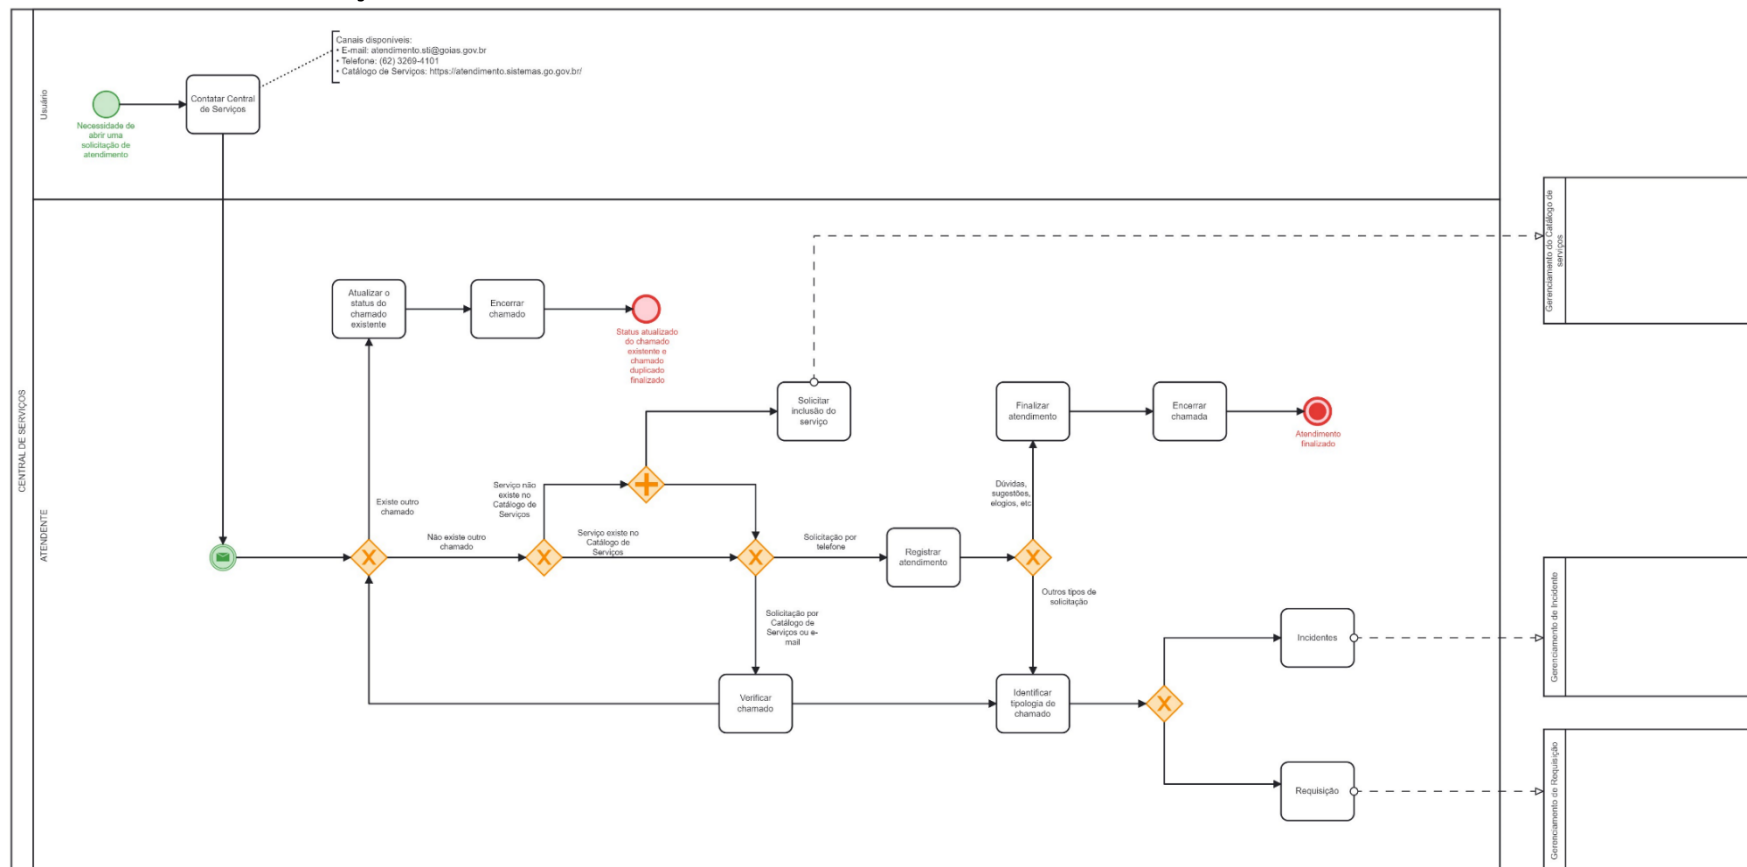 Canais disponíveis:
• E-mail: atendimento.sti@goias.gov.br
• Telefone: (62) 3269-4101
• Catálogo de Serviços: https://atendimento.sistemas.go.gov.br/
Usuário
Contatar Central
de Serviços
Necessidade de
abrir uma
solicitação de
atendimento
Gerenciamento do Catálogo de
serviços
CENTRAL DE SERVIÇOS
ATENDENTE
Atualizar o
status do
chamado
existente
Encerrar
chamado
Status atualizado
do chamado
existente e
chamado
duplicado
finalizado
Solicitar
inclusão do
serviço
Finalizar
atendimento
Encerrar
chamada
Atendimento
finalizado
Existe outro
chamado
Serviço não
existe no
Catálogo de
Serviços
Dúvidas,
sugestões,
elogios, etc
Não existe outro
chamado
Serviço existe no
Catálogo de
Serviços
Solicitação por
telefone
Registrar
atendimento
Outros tipos de
solicitação
Solicitação por
Catálogo de
Serviços ou e-
mail
Incidentes
Gerenciamento de Incidente
Verificar
chamado
Identificar
tipologia de
chamado
Requisição
Gerenciamento de Requisição